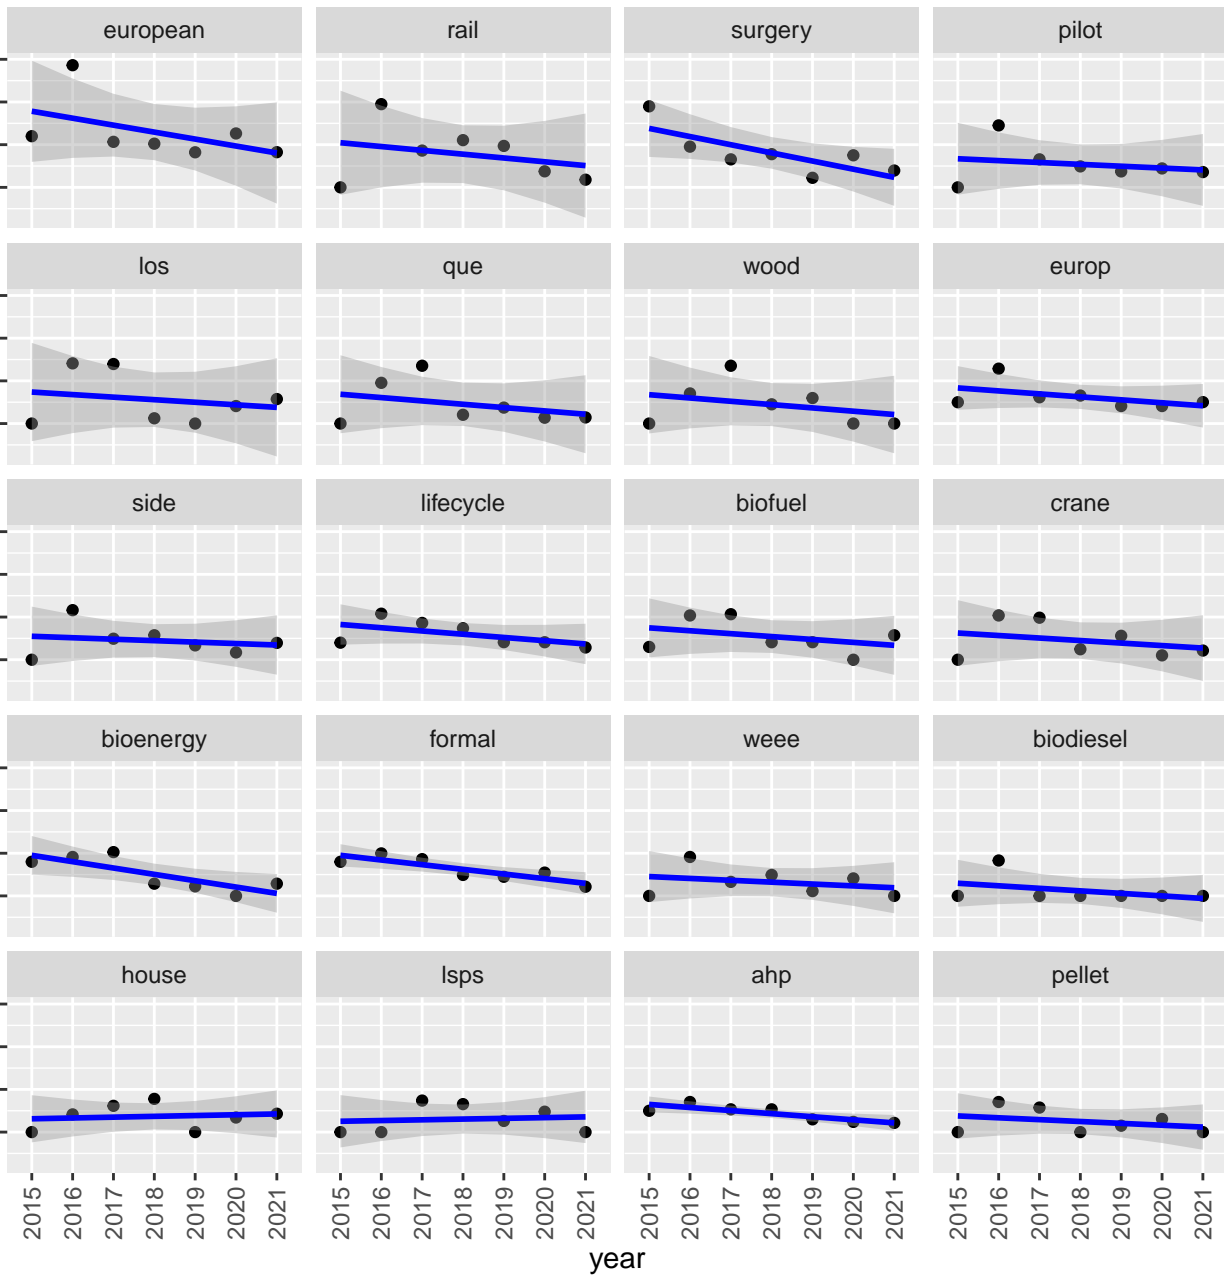 european rail surgery pilot
los que wood europ
side lifecycle biofuel crane
bioenergy formal weee biodiesel
house lsps ahp pellet
2015 2016 2017 2018 2019 2020 2021 2015 2016 2017 2018 2019 2020 2021 2015 2016 2017 2018 2019 2020 2021 2015 2016 2017 2018 2019 2020 2021
year